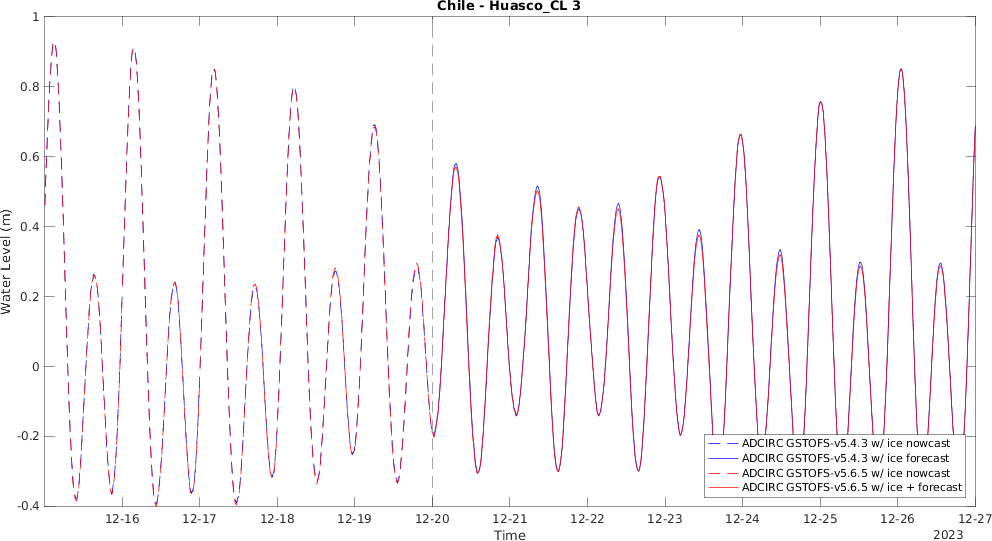 Chile - Huasco_CL 3
Water Level (m)
1
0.8
0.6
0.4
0.2
0
-0.2
-0.4
ADCIRC GSTOFS-v5.4.3 w/ ice nowcast
ADCIRC GSTOFS-v5.4.3 w/ ice forecast
ADCIRC GSTOFS-v5.6.5 w/ ice nowcast
ADCIRC GSTOFS-v5.6.5 w/ ice + forecast
12-16 12-17 12-18 12-19 12-20 12-21 12-22 12-23 12-24 12-25 12-26 12-27
Time
2023